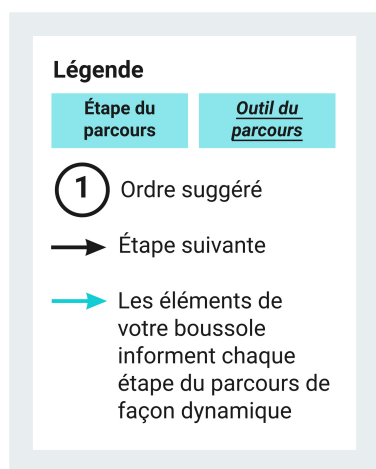 Légende
Étape du
parcours
Outil du
parcours
1 Ordre suggéré
Étape suivante
Les éléments de
votre boussole
informent chaque
étape du parcours de
façon dynamique